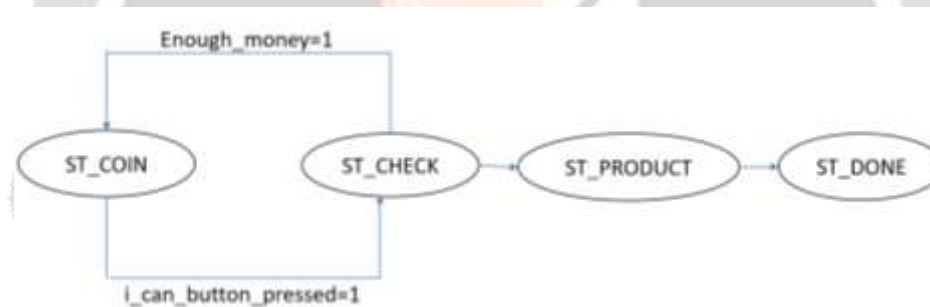 Enough_money=1
ST_COIN
ST_CHECK
ST_PRODUCT
ST_DONE
i_can_button_pressed=1